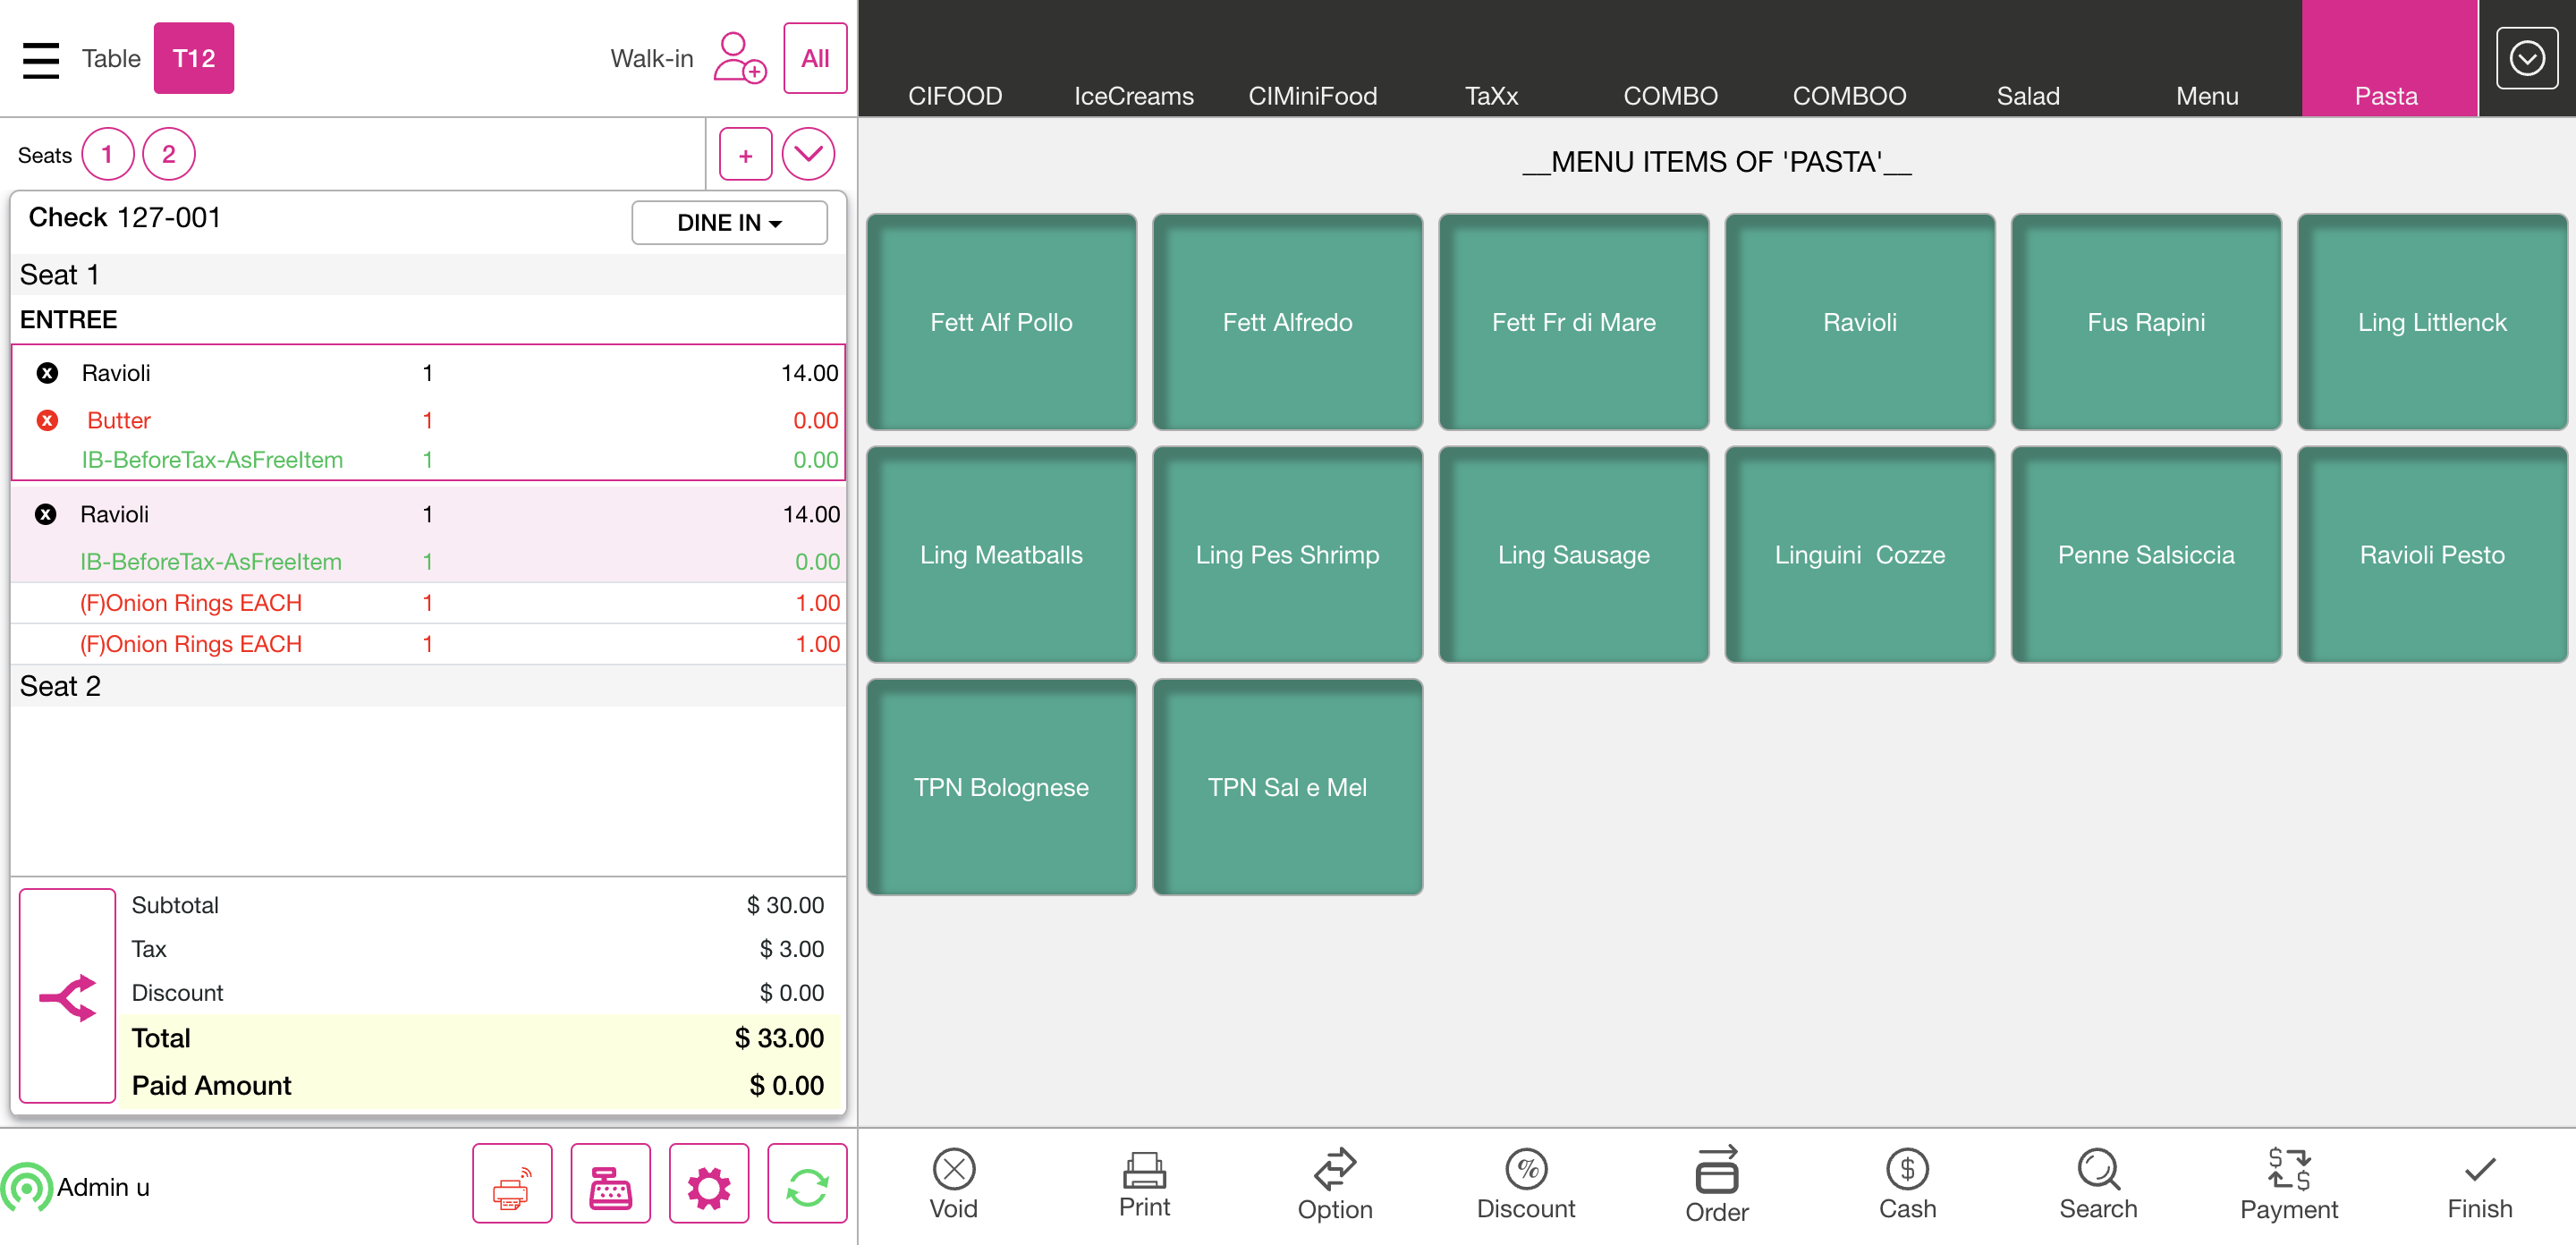 Table T12 Walk-in All
Seats 1 2 +
Check 127-001 DINE IN
Seat 1
ENTREE
x Ravioli 1 14.00
x Butter 1 0.00
IB-BeforeTax-AsFreeItem 1 0.00
x Ravioli 1 14.00
IB-BeforeTax-AsFreeItem 1 0.00
(F)Onion Rings EACH 1 1.00
(F)Onion Rings EACH 1 1.00
Seat 2
Subtotal $ 30.00
Tax $ 3.00
Discount $ 0.00
Total $ 33.00
Paid Amount $ 0.00
Admin u
CIFOOD IceCreams CIMiniFood TaXx COMBO COMBOO Salad Menu Pasta
__MENU ITEMS OF 'PASTA'__
Fett Alf Pollo Fett Alfredo Fett Fr di Mare Ravioli Fus Rapini Ling Littlenck
Ling Meatballs Ling Pes Shrimp Ling Sausage Linguini  Cozze Penne Salsiccia Ravioli Pesto
TPN Bolognese TPN Sal e Mel
Void Print Option Discount Order Cash Search Payment Finish